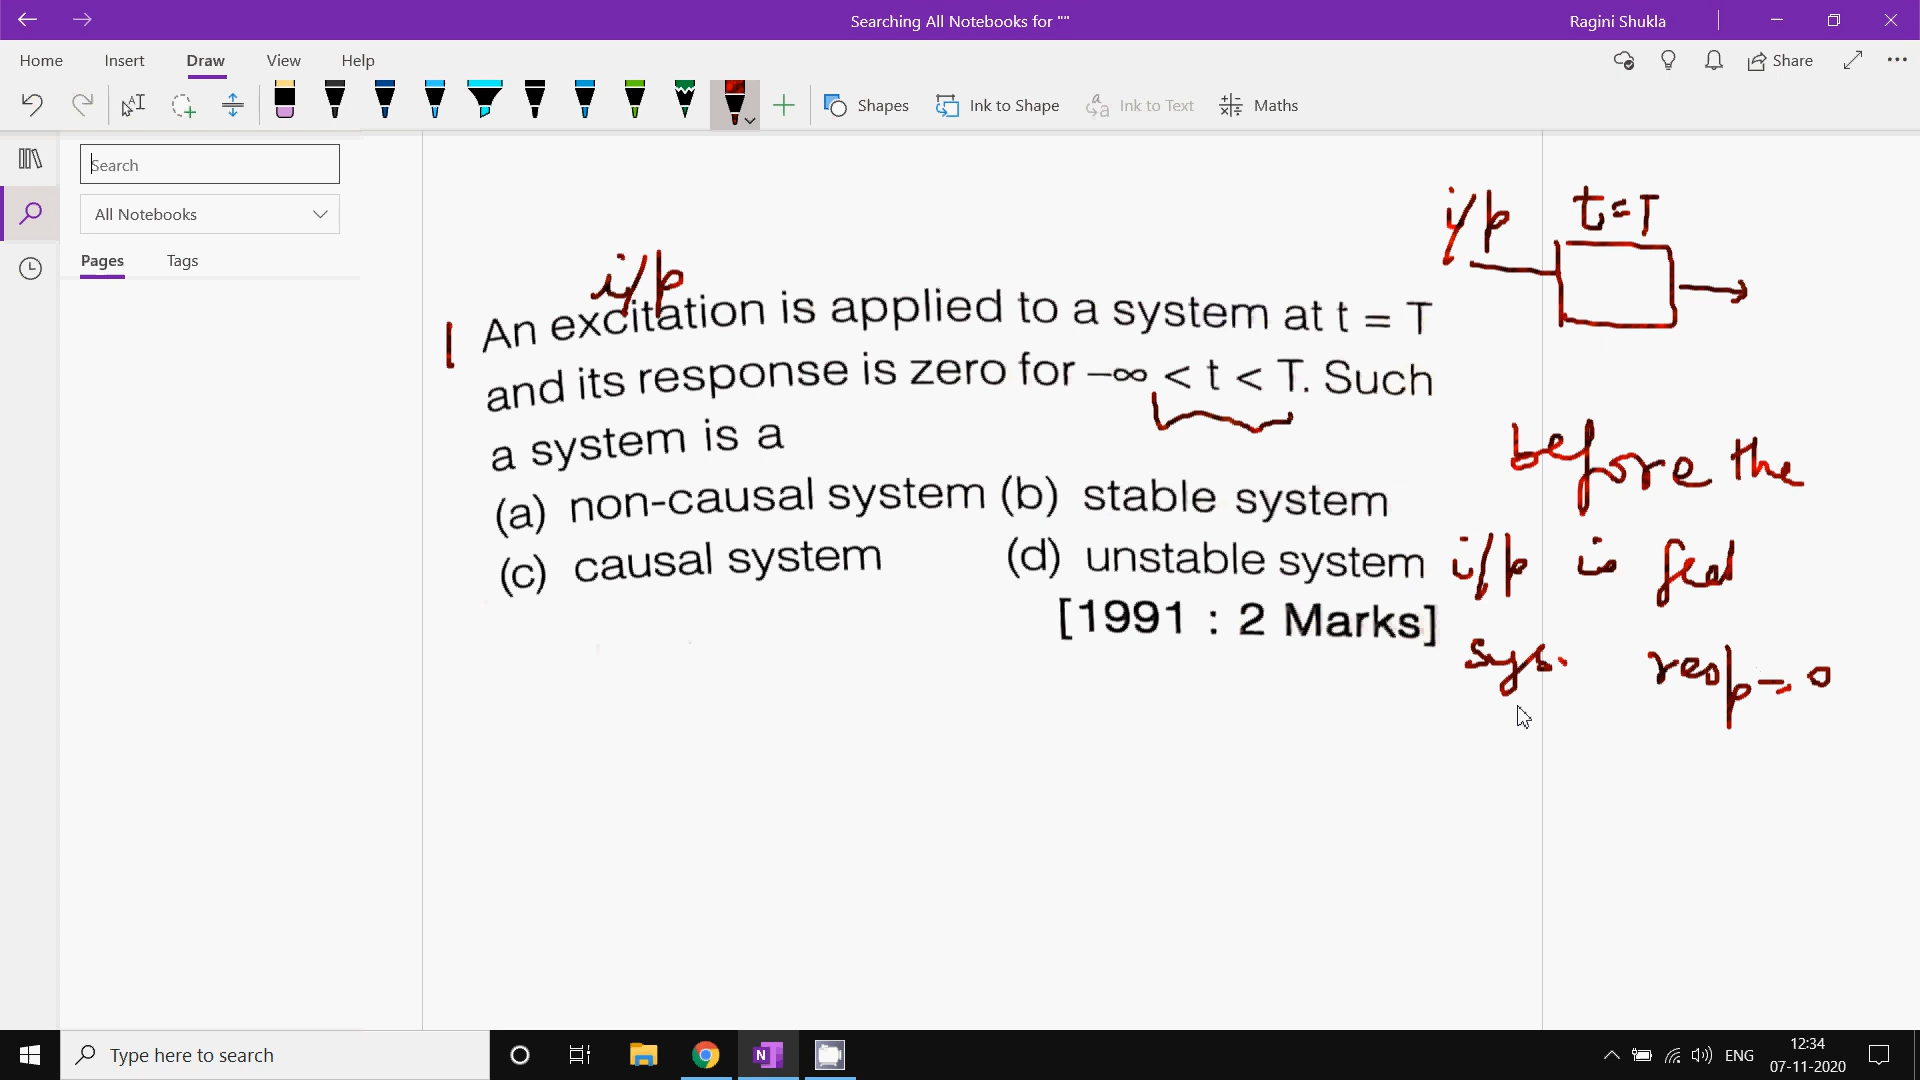 Searching All Notebooks for ""
Ragini Shukla
Home Insert Draw View Help
Share
Shapes Ink to Shape Ink to Text Maths
Search
All Notebooks
Pages Tags
i/p t=T
i/p
1 An excitation is applied to a system at t = T
and its response is zero for −∞ < t < T. Such
a system is a
(a) non-causal system (b) stable system
(c) causal system (d) unstable system
[1991 : 2 Marks]
before the
i/p is fed
sys. resp = 0
Type here to search
N
ENG
12:34
07-11-2020